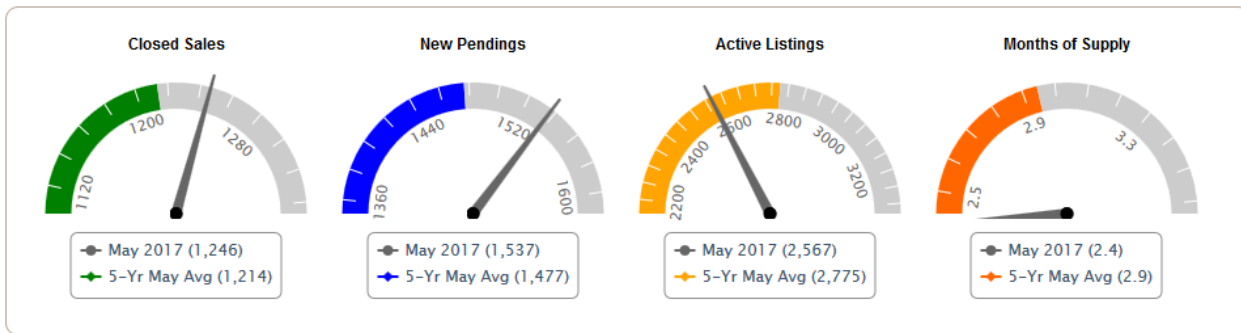 Closed Sales
1120
1200
1280
May 2017 (1,246)
5-Yr May Avg (1,214)
New Pendings
1360
1440
1520
1600
May 2017 (1,537)
5-Yr May Avg (1,477)
Active Listings
2200
2400
2600
2800
3000
3200
May 2017 (2,567)
5-Yr May Avg (2,775)
Months of Supply
2.5
2.9
3.3
May 2017 (2.4)
5-Yr May Avg (2.9)